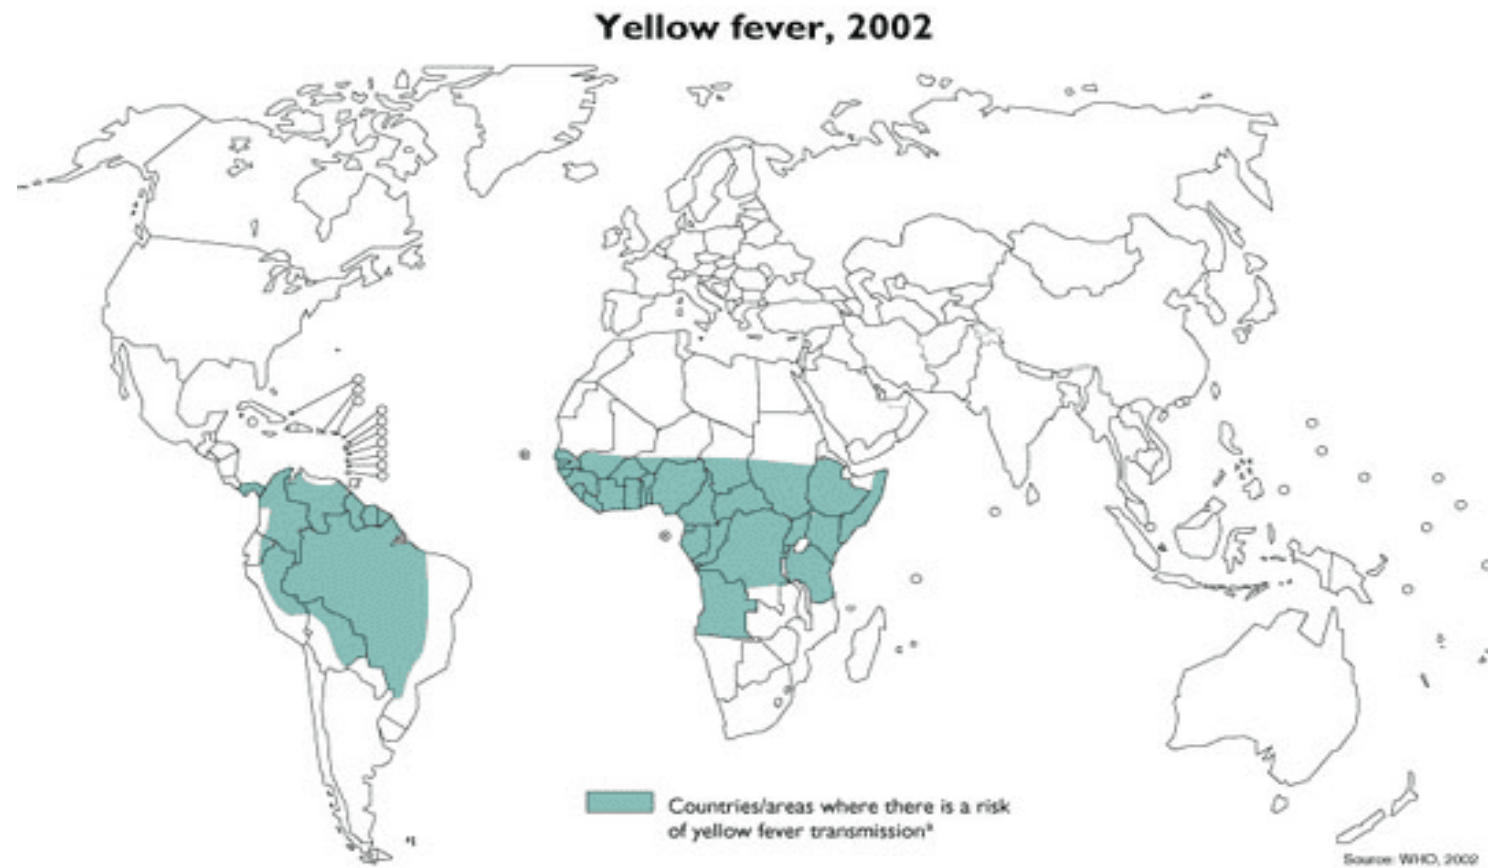 Yellow fever, 2002
Countries/areas where there is a risk
of yellow fever transmission*
Source: WHO, 2002